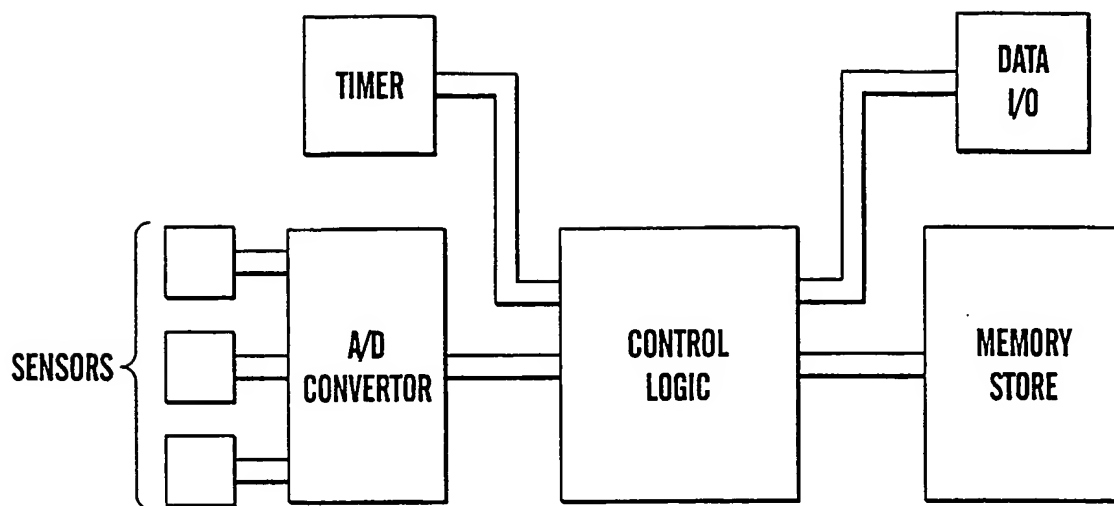 TIMER
DATA
I/O
SENSORS
A/D
CONVERTOR
CONTROL
LOGIC
MEMORY
STORE